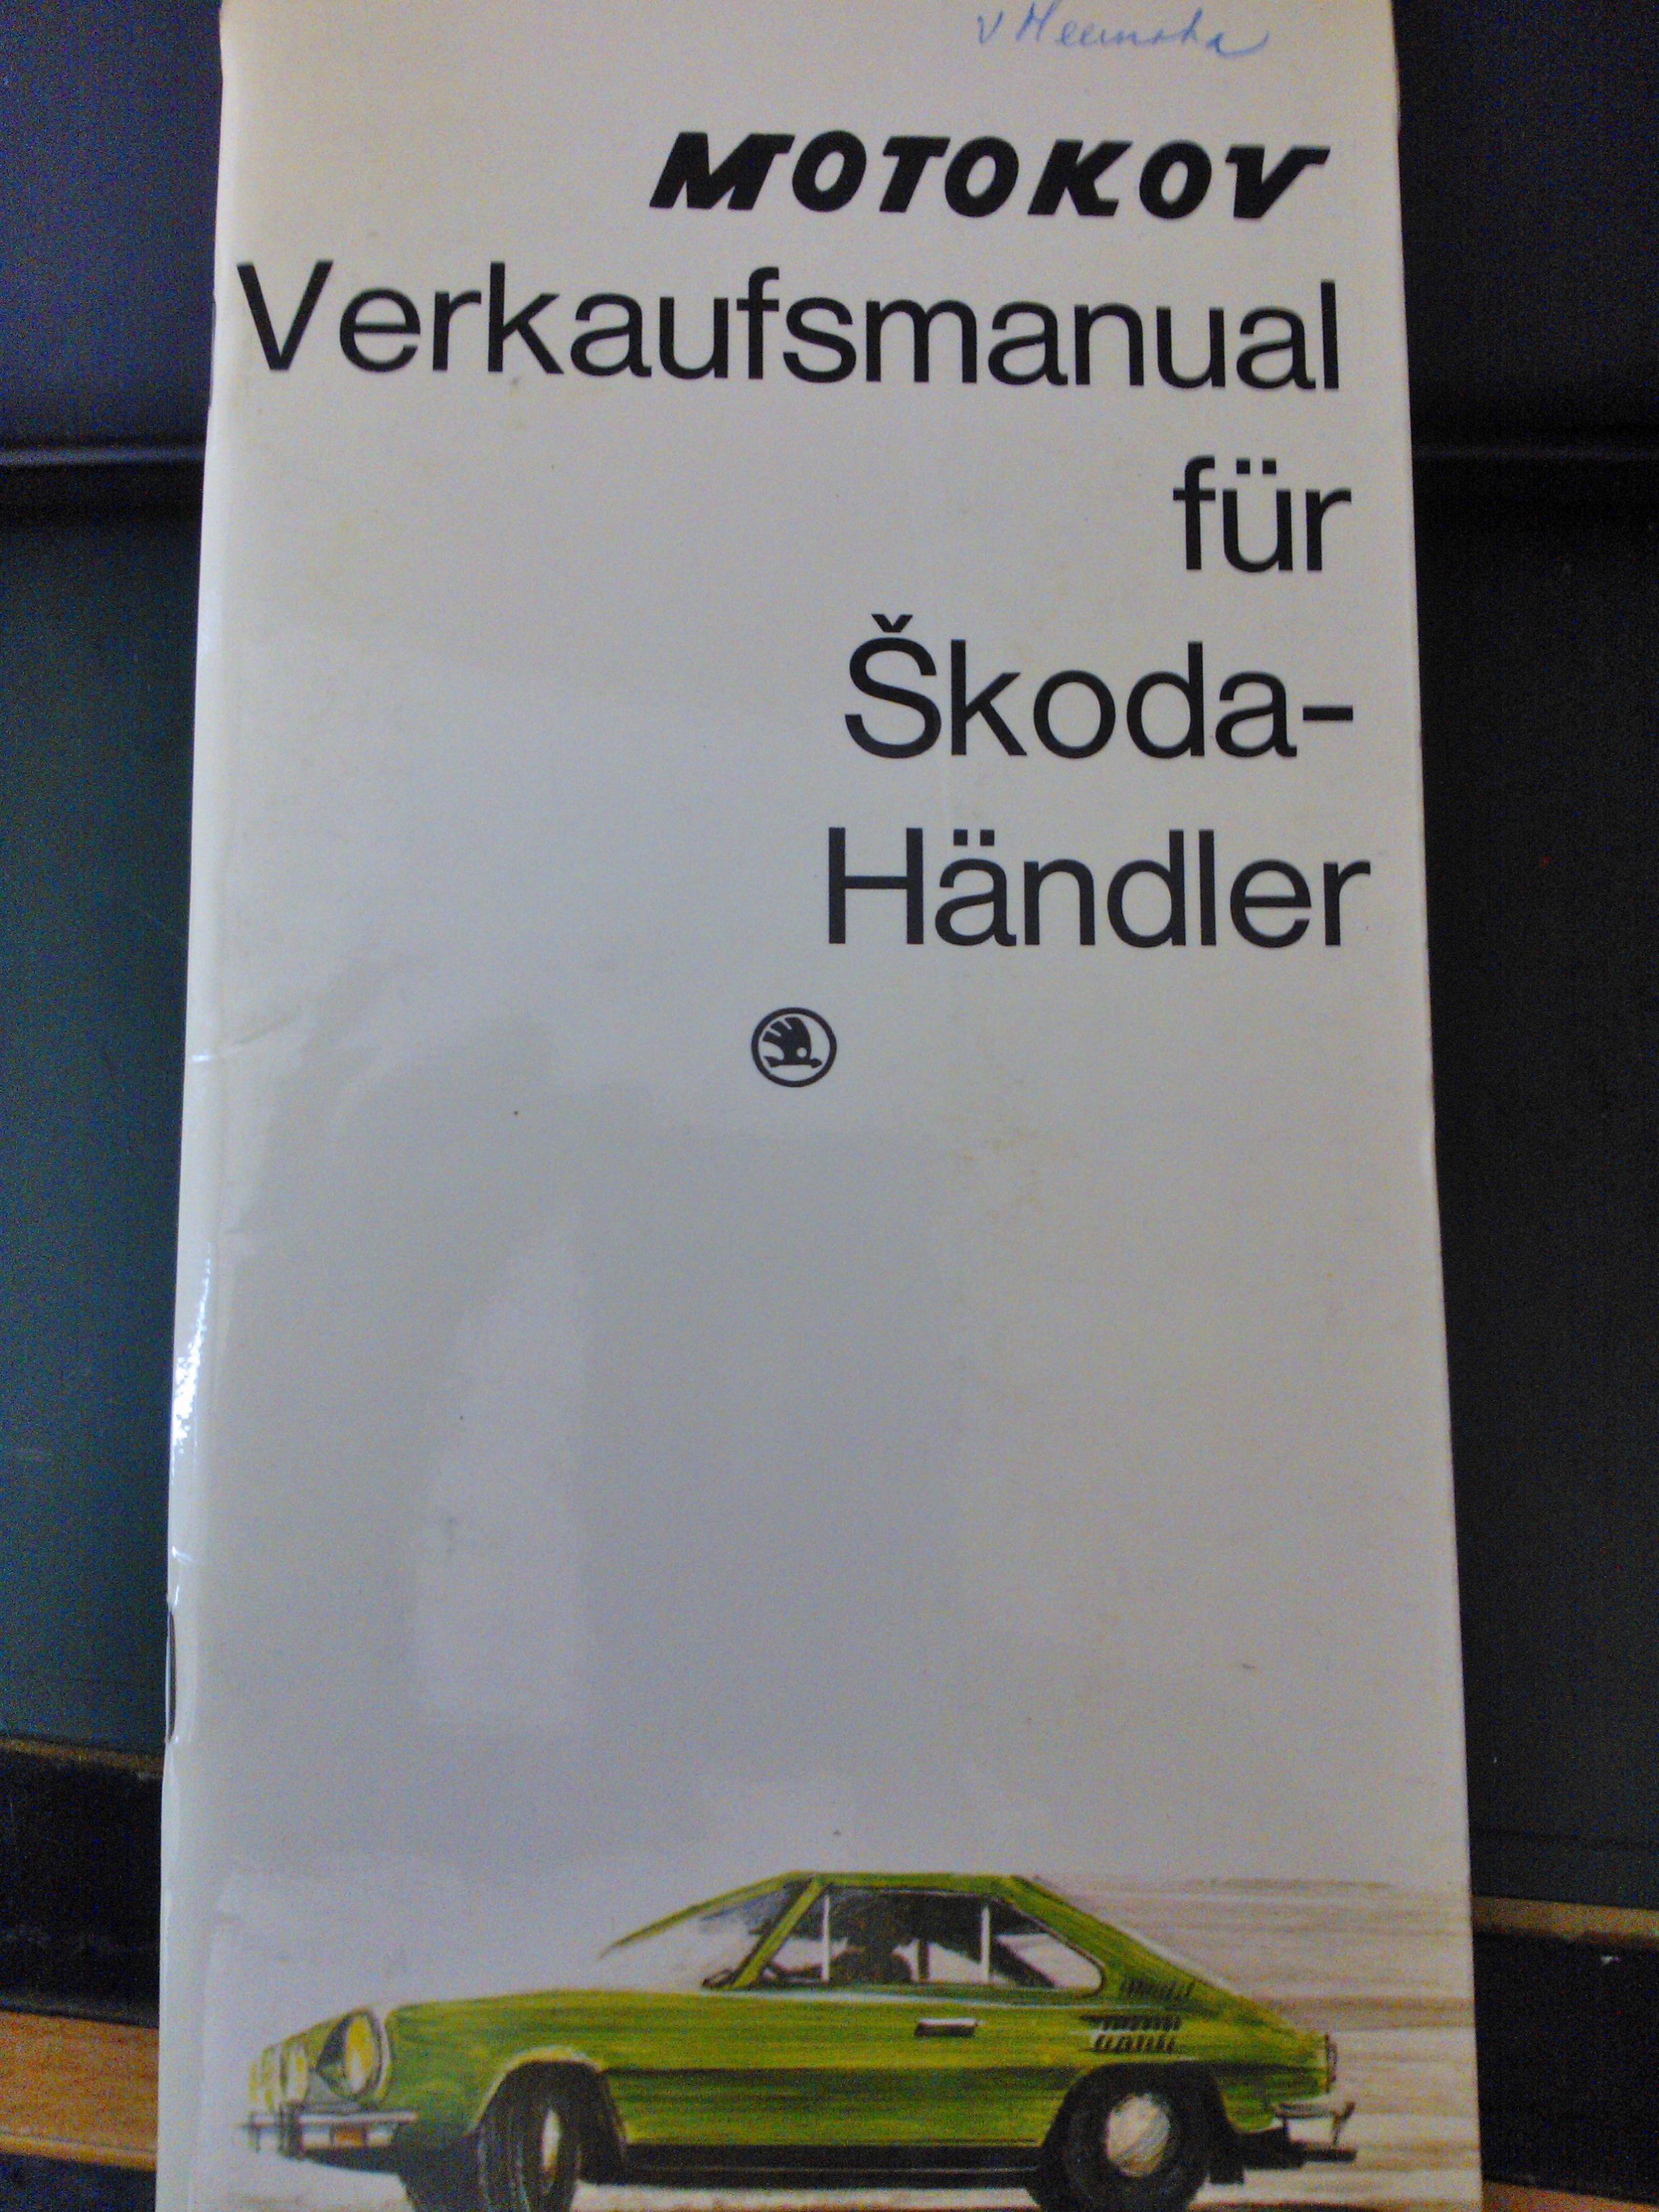 MOTOKOV
Verkaufsmanual
für
Škoda-
Händler